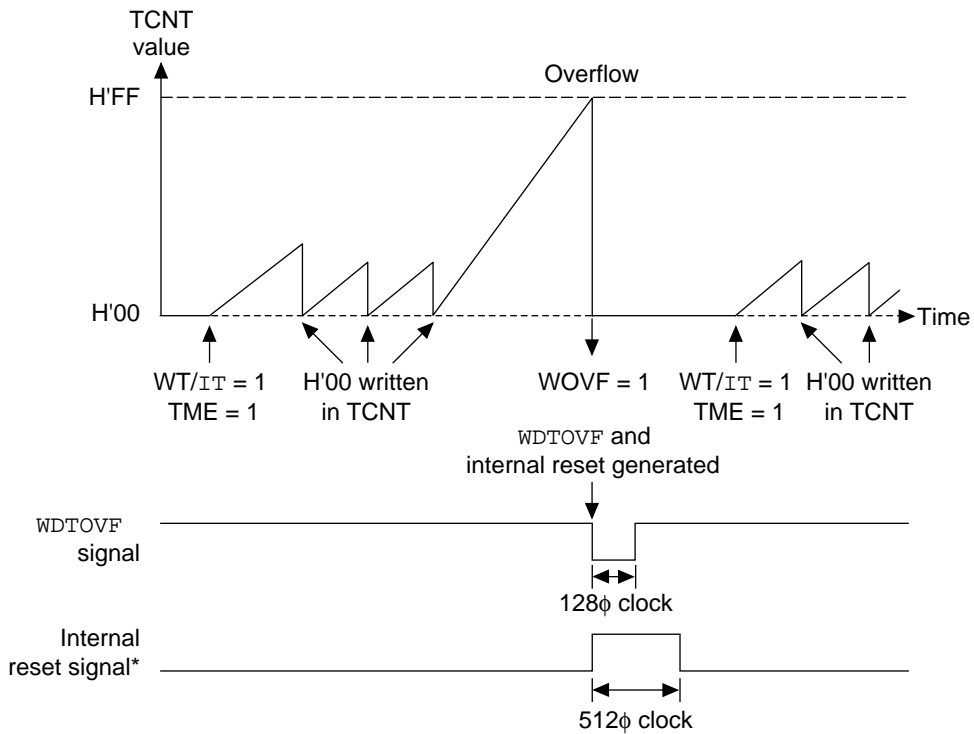 TCNT
value
Overflow
H'FF
H'00
Time
WT/IT = 1
TME = 1
H'00 written
in TCNT
WOVF = 1
WT/IT = 1
TME = 1
H'00 written
in TCNT
WDTOVF and
internal reset generated
WDTOVF
signal
128ϕ clock
Internal
reset signal*
512ϕ clock